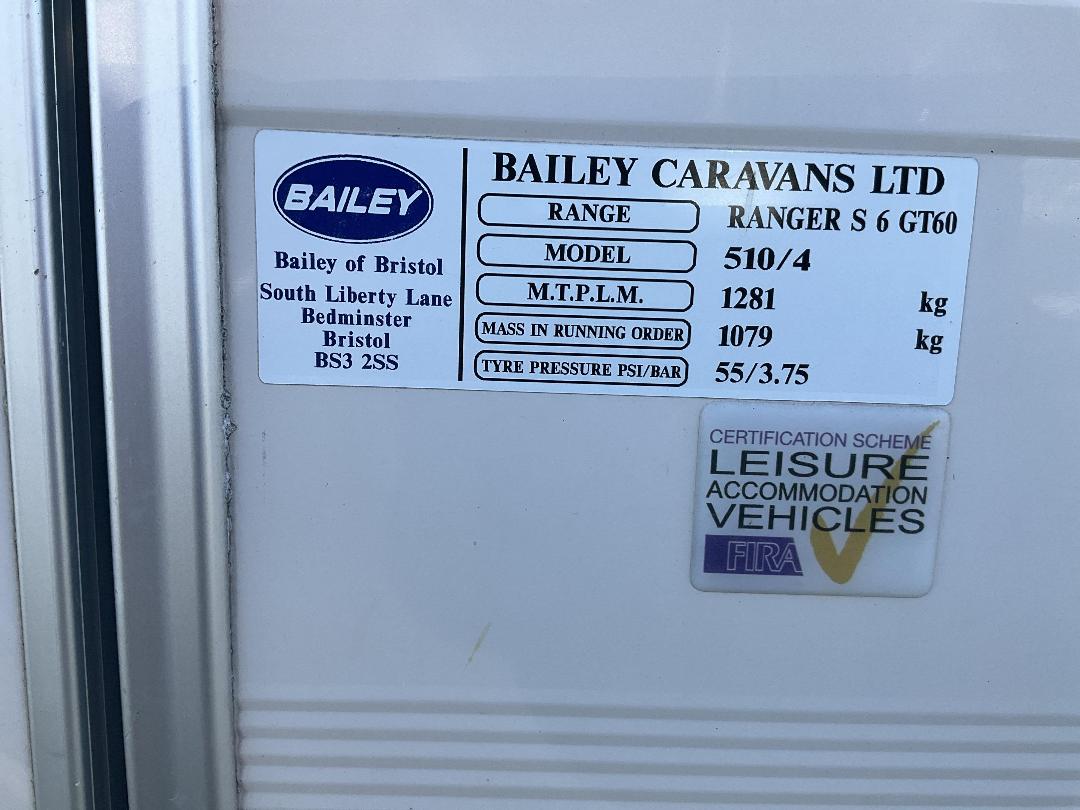 BAILEY
Bailey of Bristol
South Liberty Lane
Bedminster
Bristol
BS3 2SS
BAILEY CARAVANS LTD
RANGE RANGER S 6 GT60
MODEL 510/4
M.T.P.L.M. 1281 kg
MASS IN RUNNING ORDER 1079 kg
TYRE PRESSURE PSI/BAR 55/3.75
CERTIFICATION SCHEME
LEISURE
ACCOMMODATION
VEHICLES
FIRA